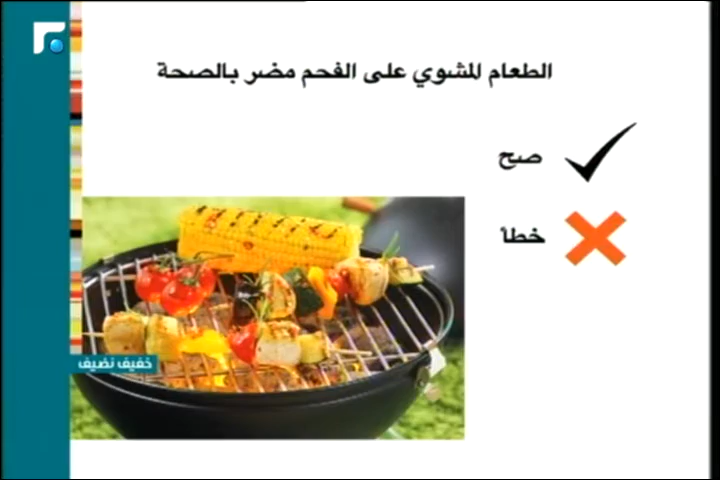 الطعام المشوي على الفحم مضر بالصحة
صح
خطأ
خفيف نضيف